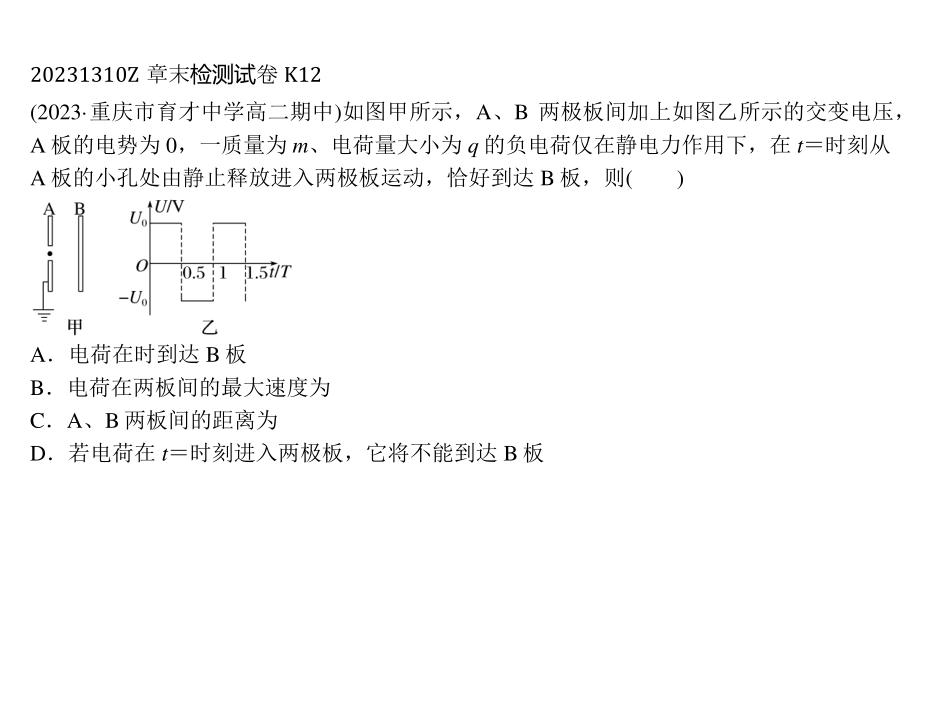 20231310Z 章末检测试卷 K12
(2023·重庆市育才中学高二期中)如图甲所示，A、B 两极板间加上如图乙所示的交变电压，
A 板的电势为 0，一质量为 m、电荷量大小为 q 的负电荷仅在静电力作用下，在 t＝时刻从
A 板的小孔处由静止释放进入两极板运动，恰好到达 B 板，则(　　)
A B
甲
U/V
U₀
O
0.5 1 1.5 t/T
－U₀
乙
A．电荷在时到达 B 板
B．电荷在两板间的最大速度为
C．A、B 两板间的距离为
D．若电荷在 t＝时刻进入两极板，它将不能到达 B 板